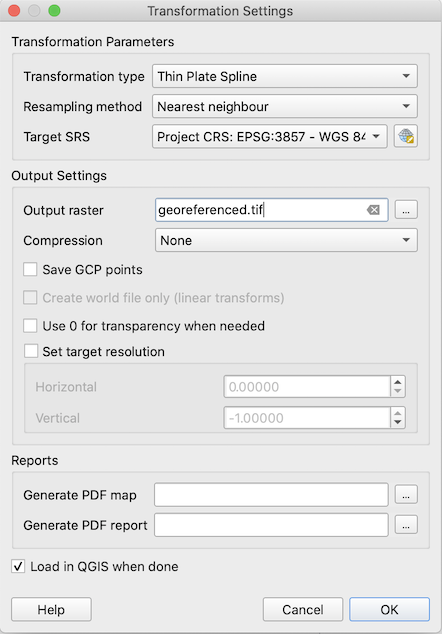 Transformation Settings
Transformation Parameters
Transformation type Thin Plate Spline
Resampling method Nearest neighbour
Target SRS Project CRS: EPSG:3857 - WGS 84
Output Settings
Output raster georeferenced.tif ...
Compression None
Save GCP points
Create world file only (linear transforms)
Use 0 for transparency when needed
Set target resolution
Horizontal 0.00000
Vertical -1.00000
Reports
Generate PDF map ...
Generate PDF report ...
Load in QGIS when done
Help Cancel OK